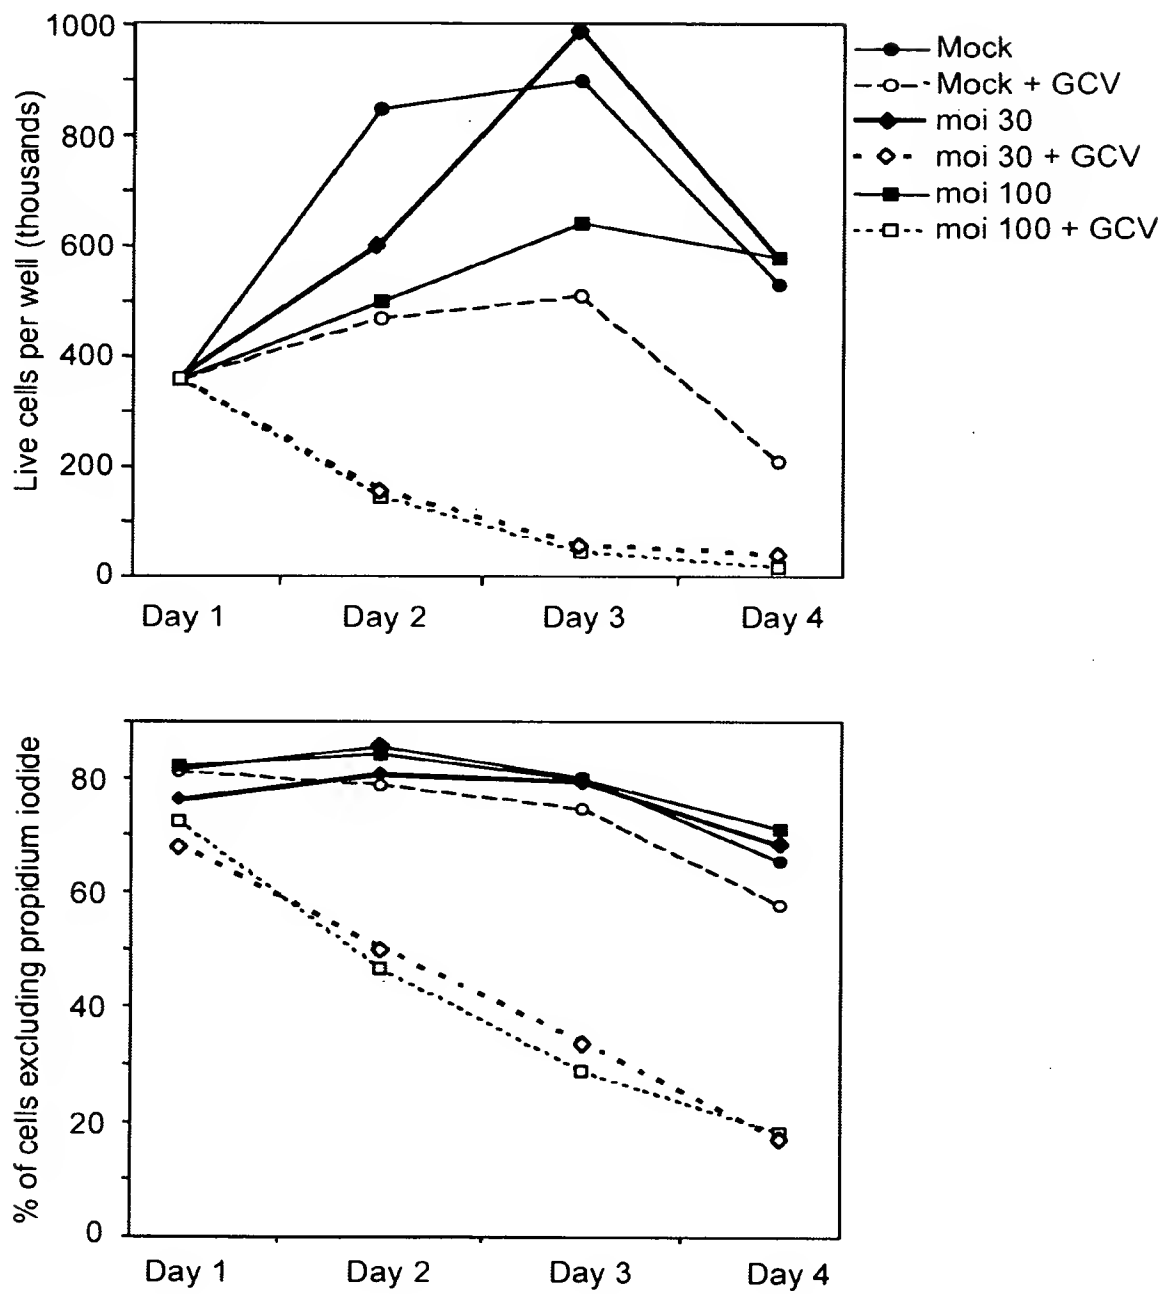 Live cells per well (thousands)
1000
800
600
400
200
0
Day 1 Day 2 Day 3 Day 4
Mock
Mock + GCV
moi 30
moi 30 + GCV
moi 100
moi 100 + GCV
% of cells excluding propidium iodide
80
60
40
20
0
Day 1 Day 2 Day 3 Day 4